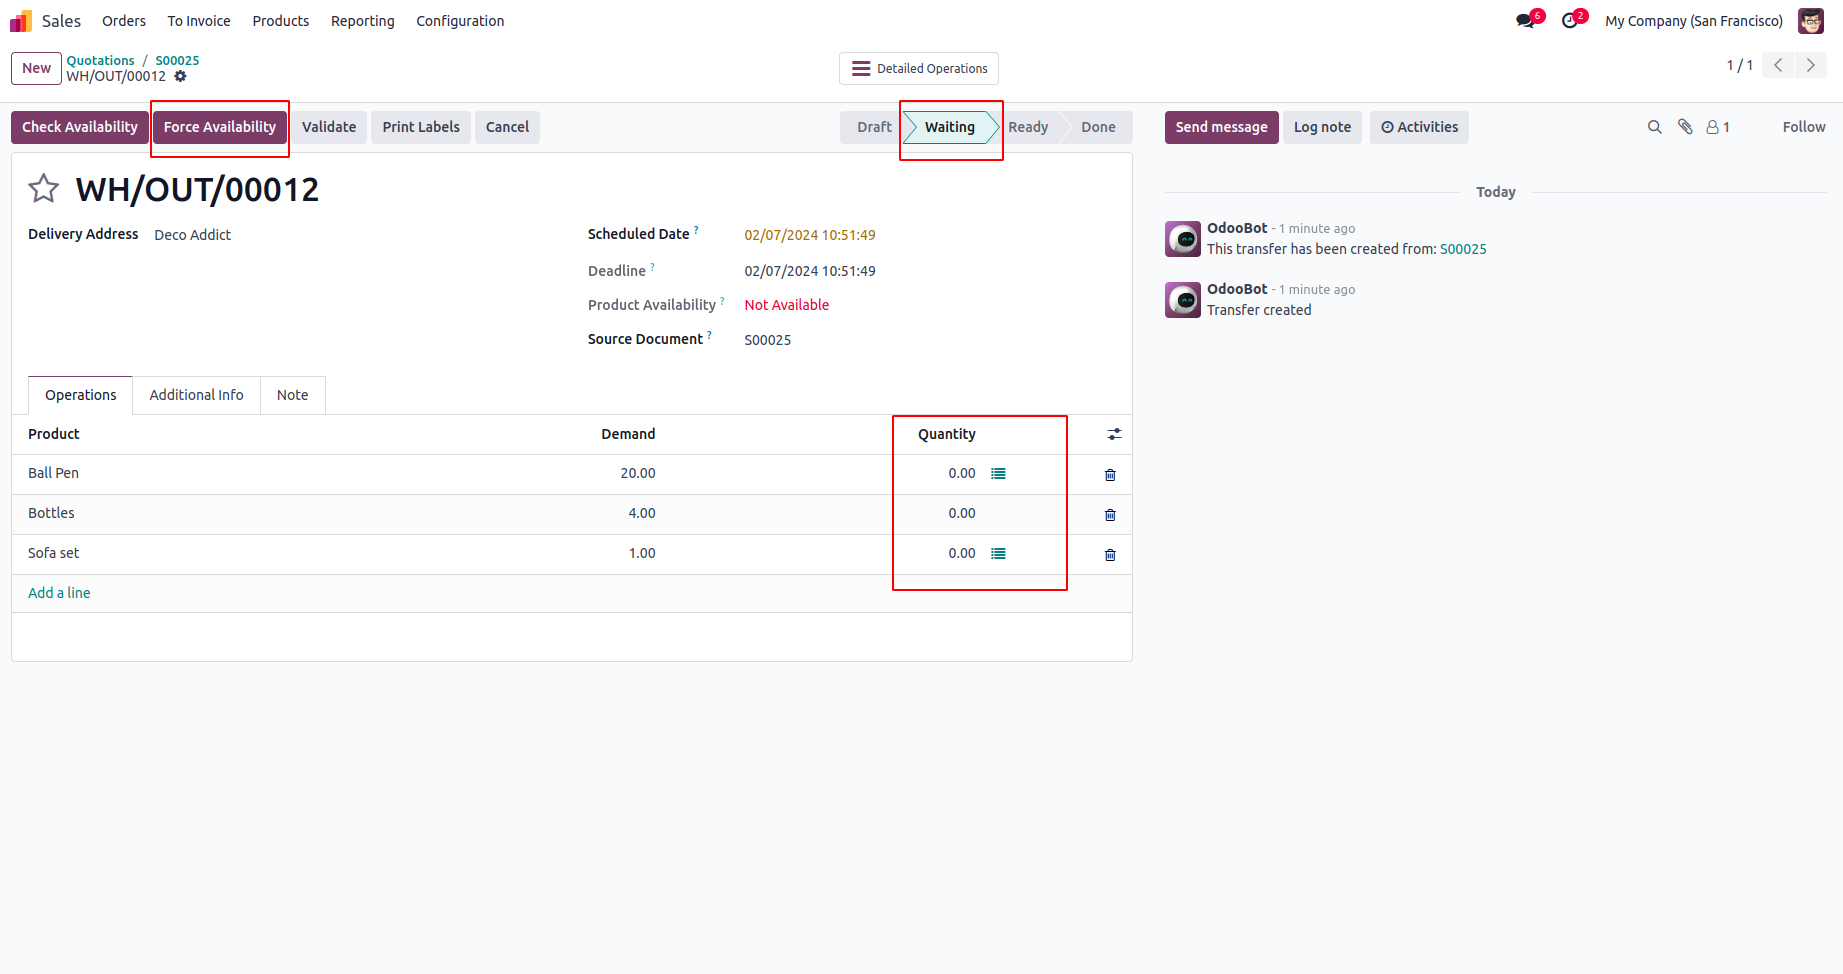 Sales Orders To Invoice Products Reporting Configuration 6 2 My Company (San Francisco)
New Quotations / S00025
WH/OUT/00012
Detailed Operations
1 / 1
Check Availability Force Availability Validate Print Labels Cancel Draft Waiting Ready Done
Send message Log note Activities 1 Follow
WH/OUT/00012
Delivery Address Deco Addict
Scheduled Date ? 02/07/2024 10:51:49
Deadline ? 02/07/2024 10:51:49
Product Availability ? Not Available
Source Document ? S00025
Operations Additional Info Note
Product Demand Quantity
Ball Pen 20.00 0.00
Bottles 4.00 0.00
Sofa set 1.00 0.00
Add a line
Today
OdooBot - 1 minute ago
This transfer has been created from: S00025
OdooBot - 1 minute ago
Transfer created